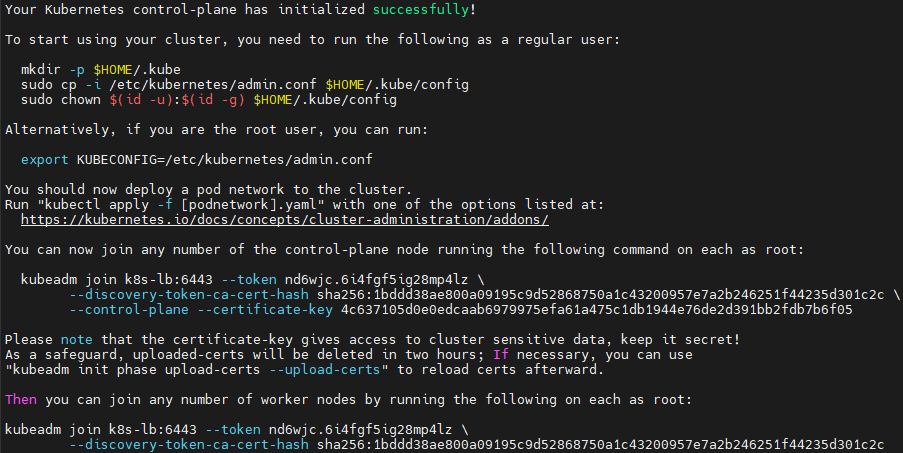 Your Kubernetes control-plane has initialized successfully!
To start using your cluster, you need to run the following as a regular user:
mkdir -p $HOME/.kube
sudo cp -i /etc/kubernetes/admin.conf $HOME/.kube/config
sudo chown $(id -u):$(id -g) $HOME/.kube/config
Alternatively, if you are the root user, you can run:
export KUBECONFIG=/etc/kubernetes/admin.conf
You should now deploy a pod network to the cluster.
Run "kubectl apply -f [podnetwork].yaml" with one of the options listed at:
https://kubernetes.io/docs/concepts/cluster-administration/addons/
You can now join any number of the control-plane node running the following command on each as root:
kubeadm join k8s-lb:6443 --token nd6wjc.6i4fgf5ig28mp4lz \
--discovery-token-ca-cert-hash sha256:1bddd38ae800a09195c9d52868750a1c43200957e7a2b246251f44235d301c2c \
--control-plane --certificate-key 4c637105d0e0edcaab6979975efa61a475c1db1944e76de2d391bb2fdb7b6f05
Please note that the certificate-key gives access to cluster sensitive data, keep it secret!
As a safeguard, uploaded-certs will be deleted in two hours; If necessary, you can use
"kubeadm init phase upload-certs --upload-certs" to reload certs afterward.
Then you can join any number of worker nodes by running the following on each as root:
kubeadm join k8s-lb:6443 --token nd6wjc.6i4fgf5ig28mp4lz \
--discovery-token-ca-cert-hash sha256:1bddd38ae800a09195c9d52868750a1c43200957e7a2b246251f44235d301c2c